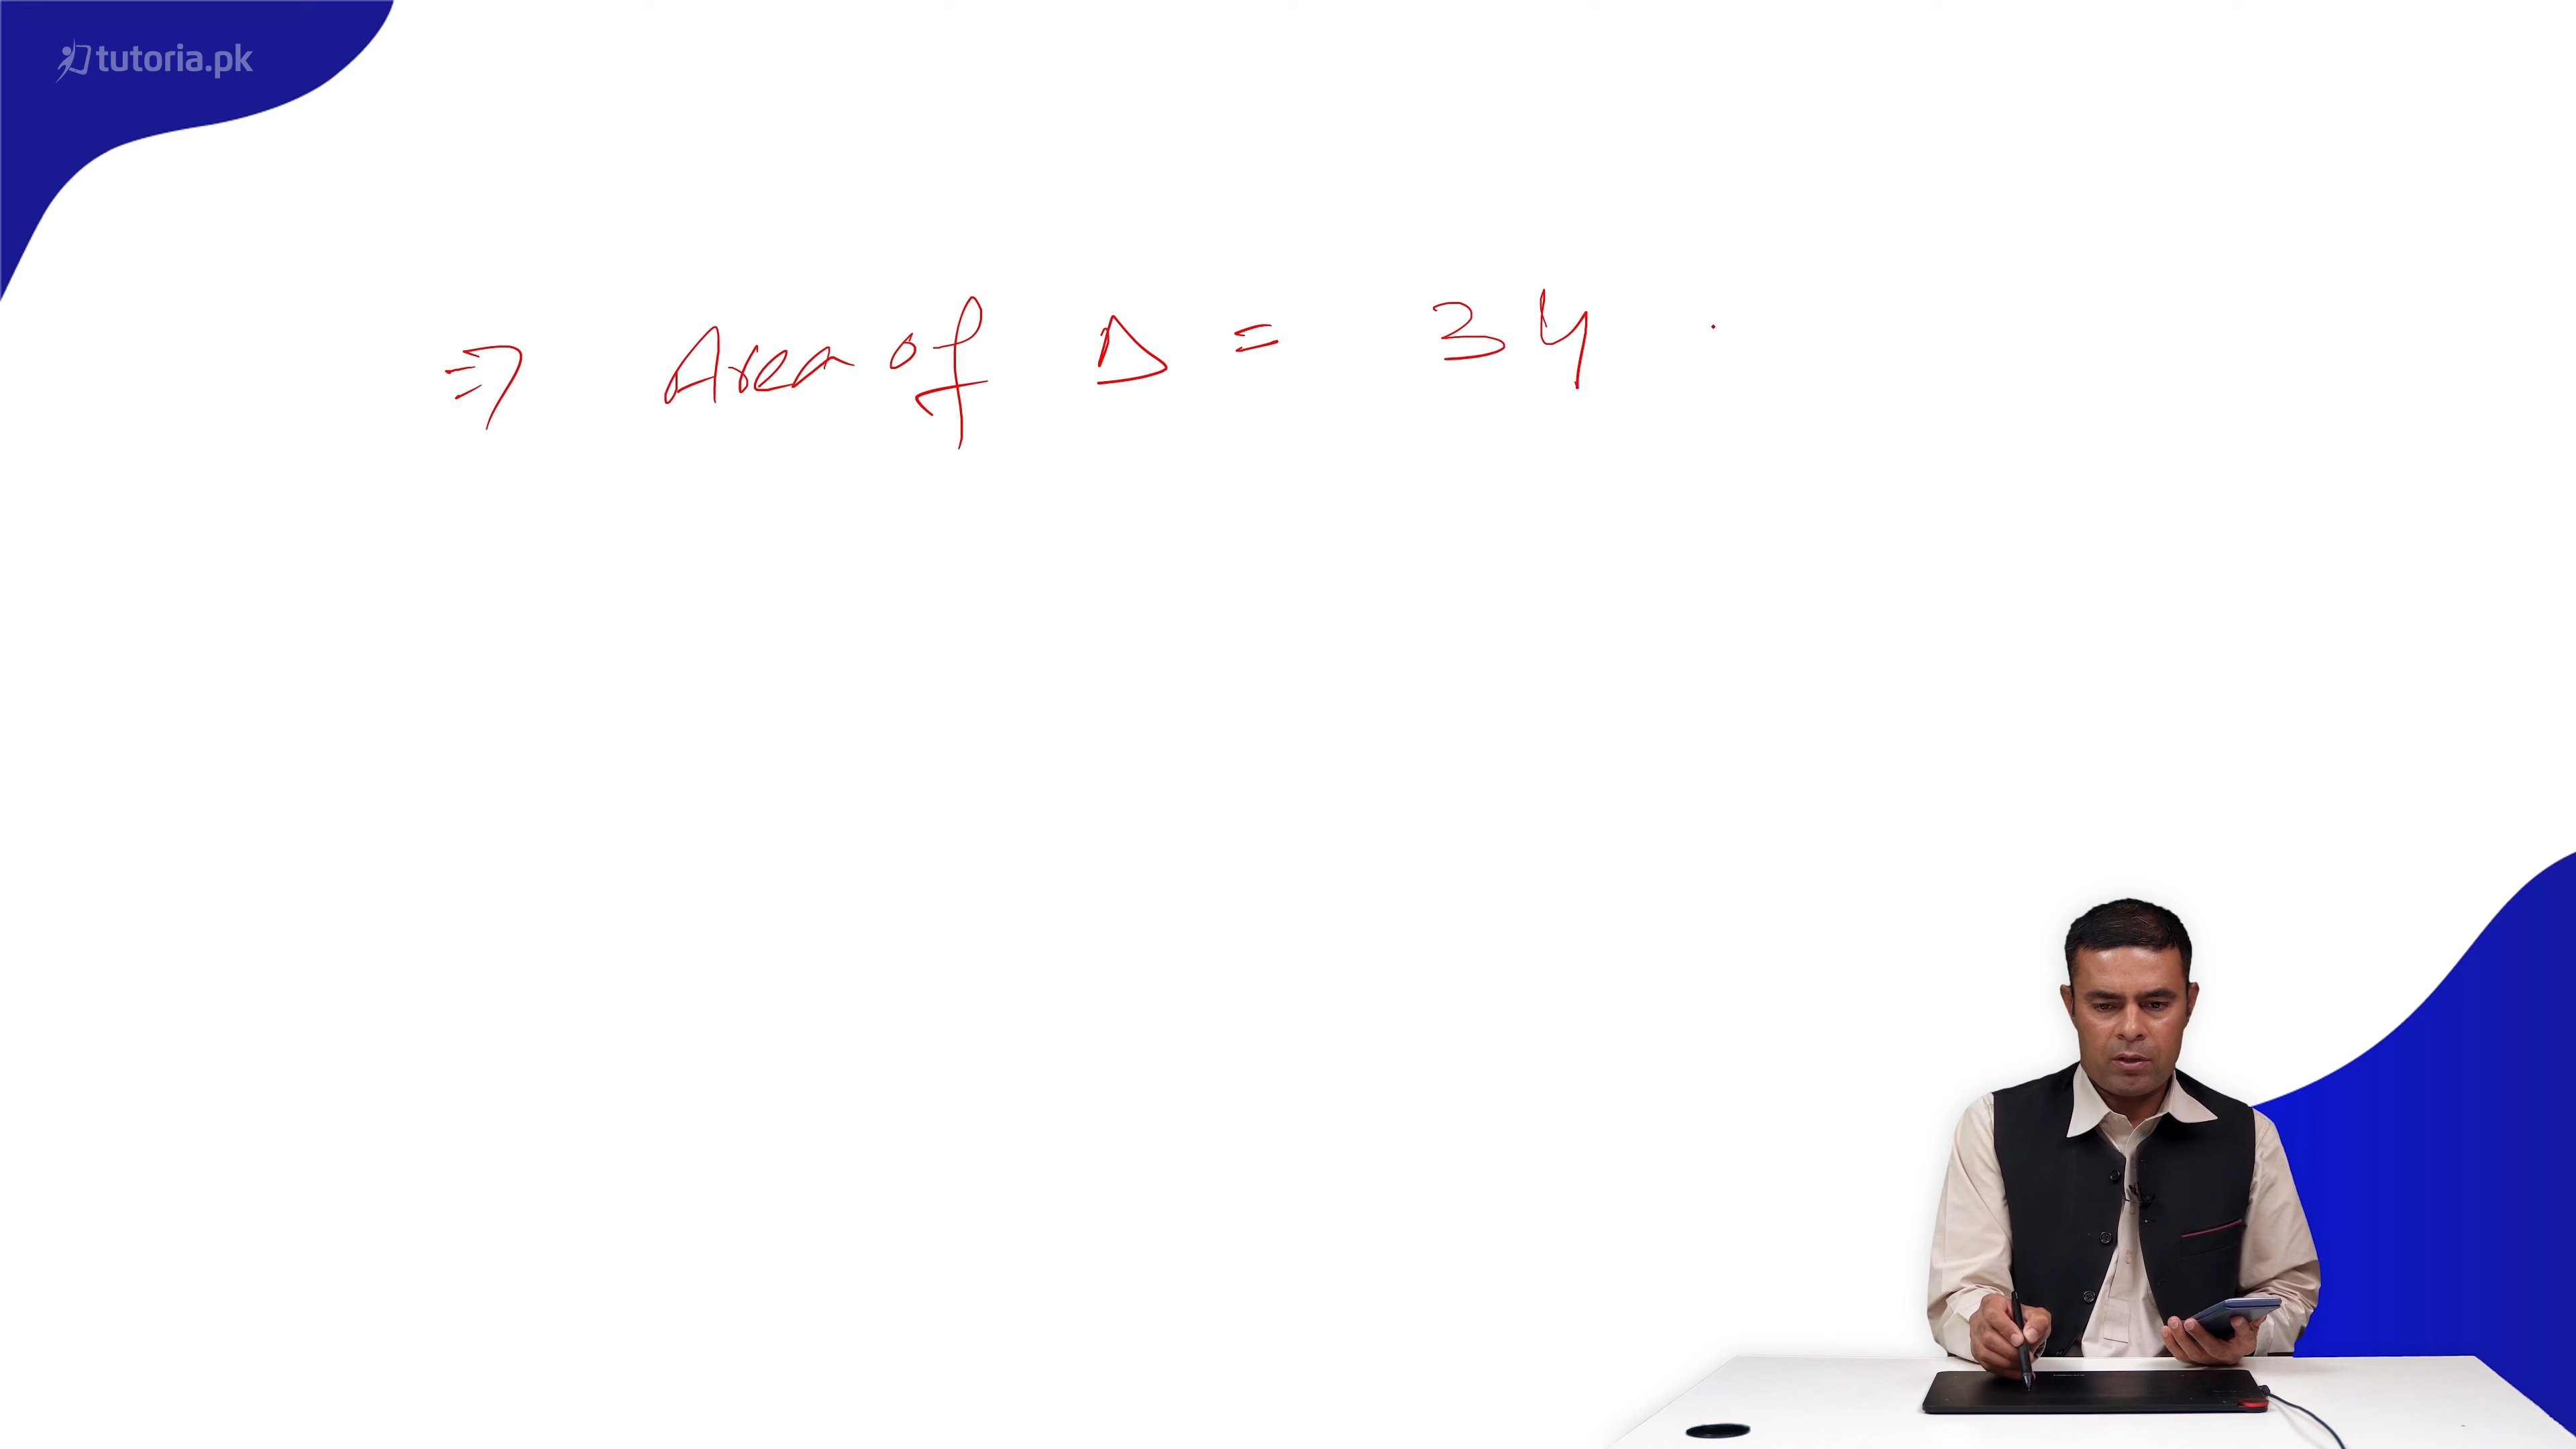 tutoria.pk
⇒ Area of Δ = 34 .